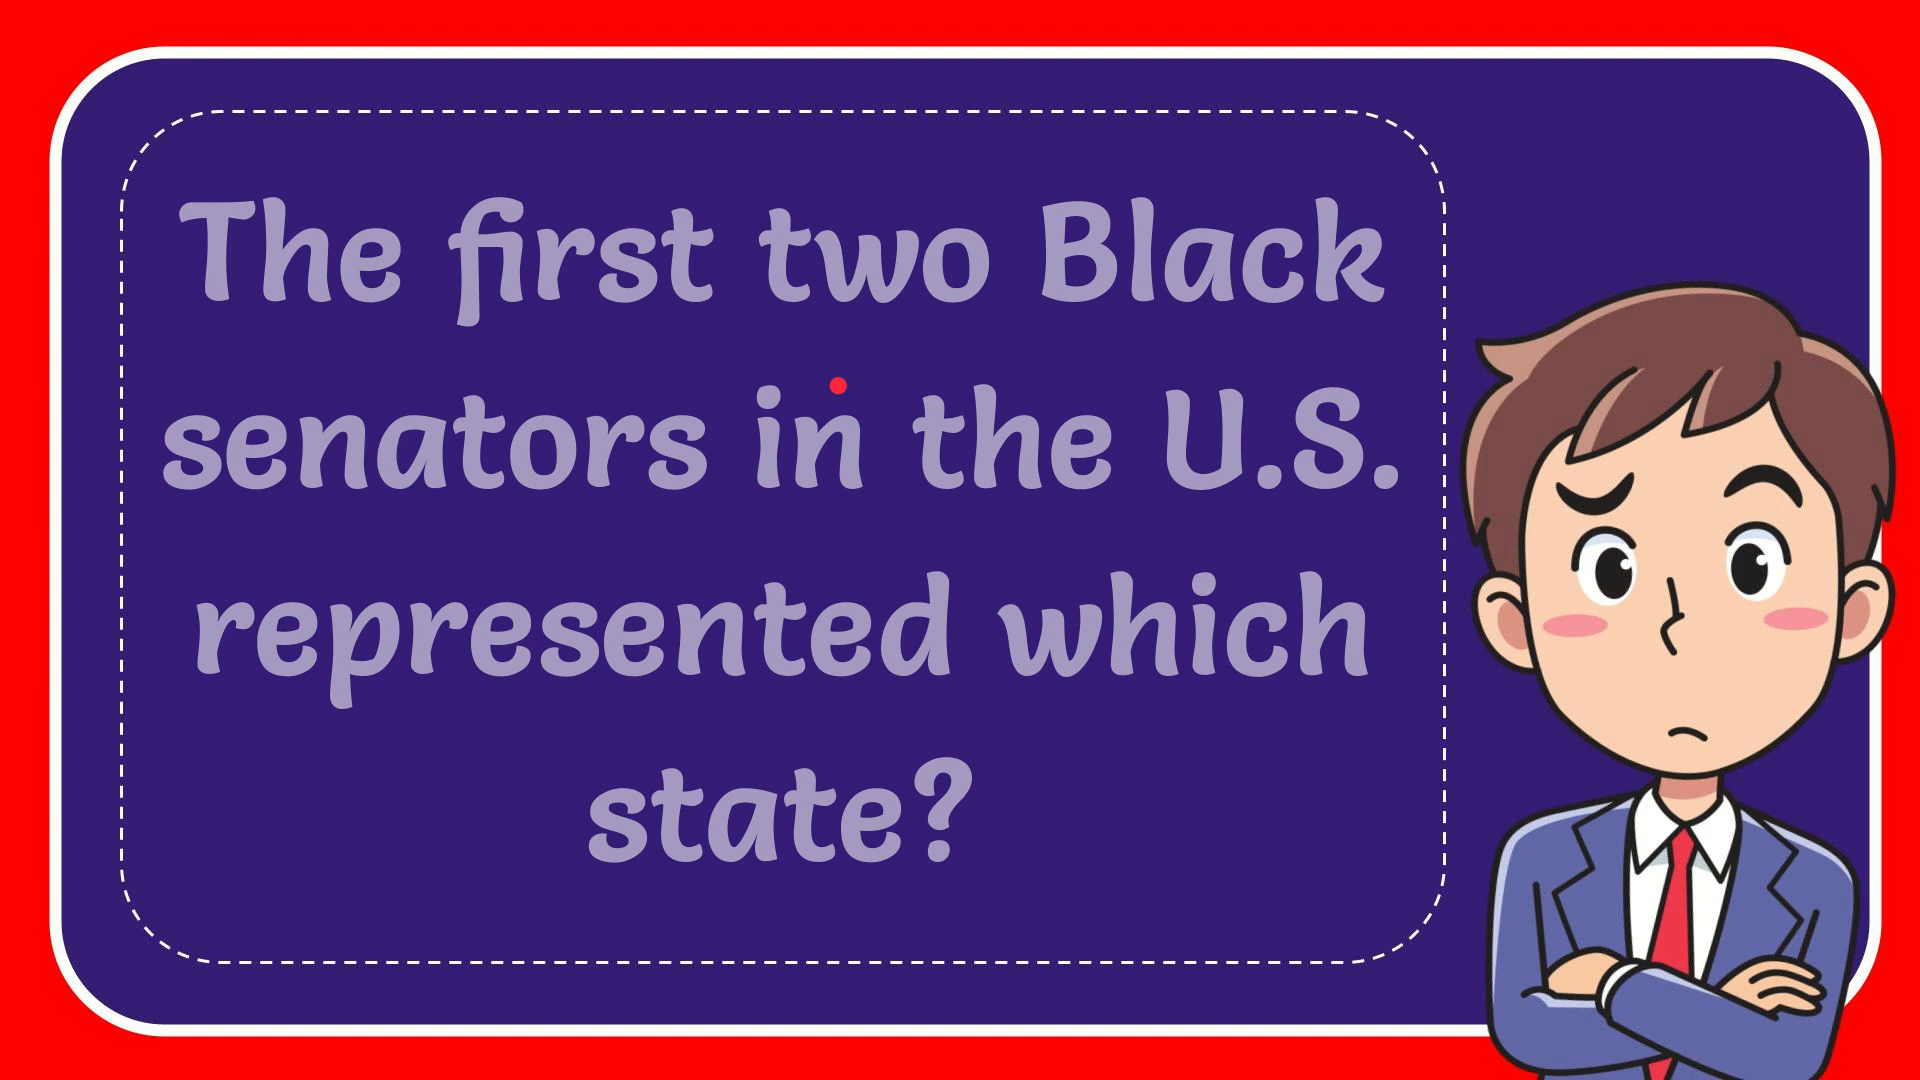 The first two Black
senators in the U.S.
represented which
state?